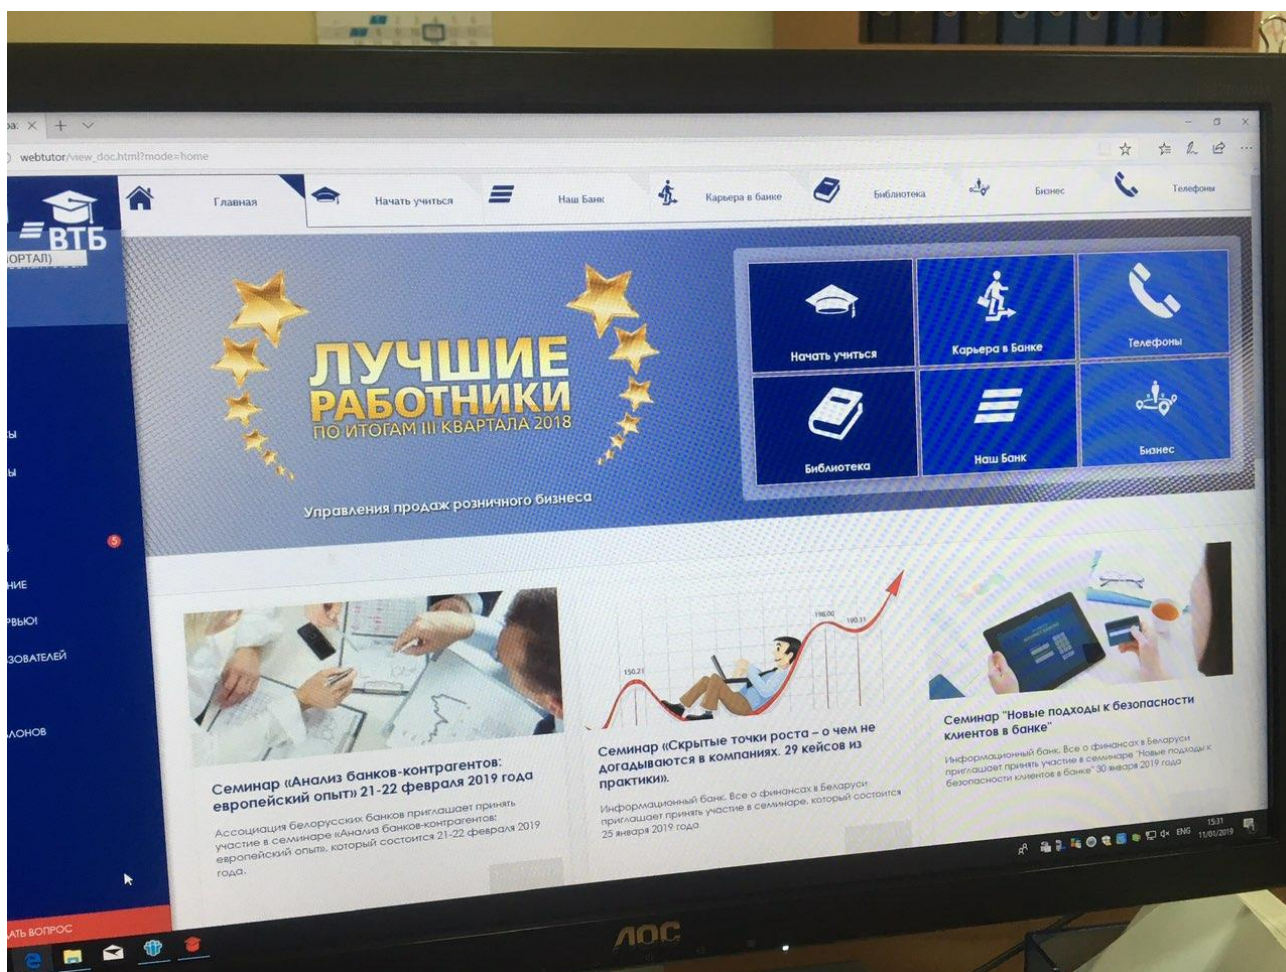 webtutor/view_doc.html?mode=home
Главная
Начать учиться
Наш Банк
Карьера в банке
Библиотека
Бизнес
Телефоны
ВТБ
ОРТАЛ)
ЛУЧШИЕ
РАБОТНИКИ
ПО ИТОГАМ III КВАРТАЛА 2018
Управления продаж розничного бизнеса
Начать учиться
Карьера в Банке
Телефоны
Библиотека
Наш Банк
Бизнес
5
НИЕ
РВЬЮ!
ЗОВАТЕЛЕЙ
ЛОНОВ
150.21
198.00
190.31
Семинар «Анализ банков-контрагентов:
европейский опыт» 21-22 февраля 2019 года
Ассоциация белорусских банков приглашает принять
участие в семинаре «Анализ банков-контрагентов:
европейский опыт», который состоится 21-22 февраля 2019
года.
Семинар «Скрытые точки роста – о чем не
догадываются в компаниях. 29 кейсов из
практики».
Информационный банк. Все о финансах в Беларуси
приглашает принять участие в семинаре, который состоится
25 января 2019 года
Семинар "Новые подходы к безопасности
клиентов в банке"
Информационный банк. Все о финансах в Беларуси
приглашает принять участие в семинаре "Новые подходы к
безопасности клиентов в банке" 30 января 2019 года
АТЬ ВОПРОС
ENG
15:31
11/01/2019
AOC